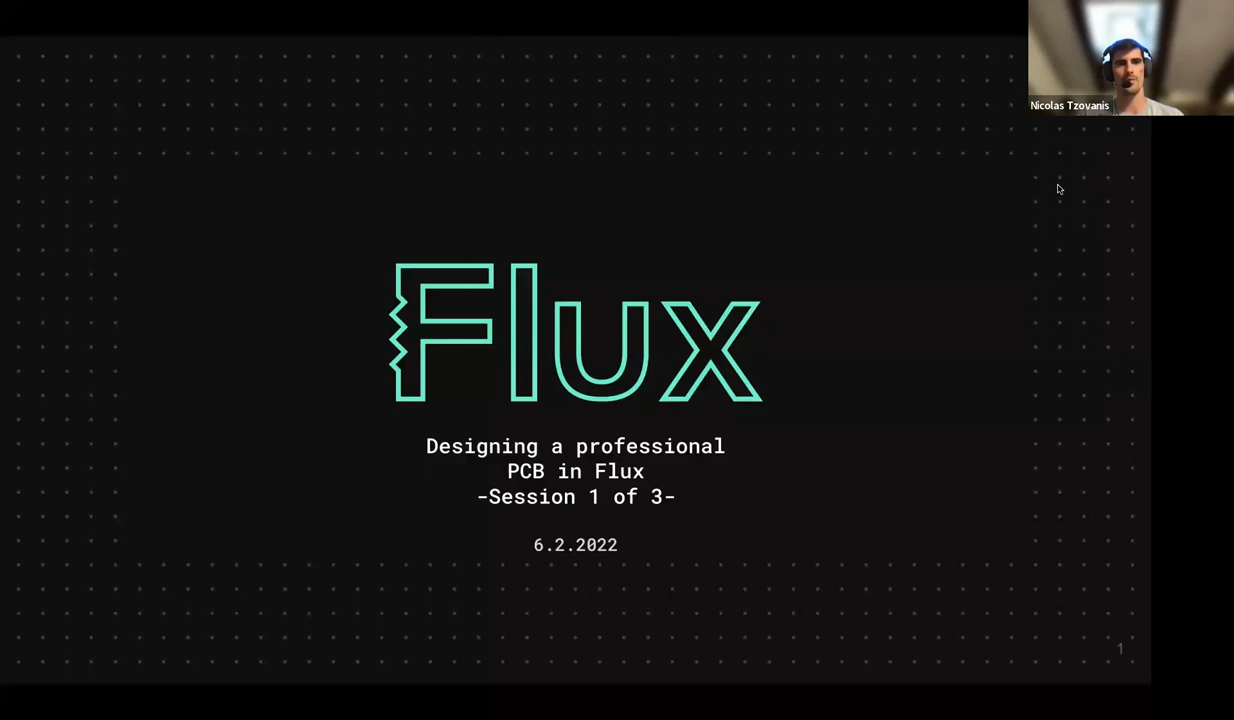 Nicolas Tzovanis
Flux
Designing a professional
PCB in Flux
-Session 1 of 3-
6.2.2022
1